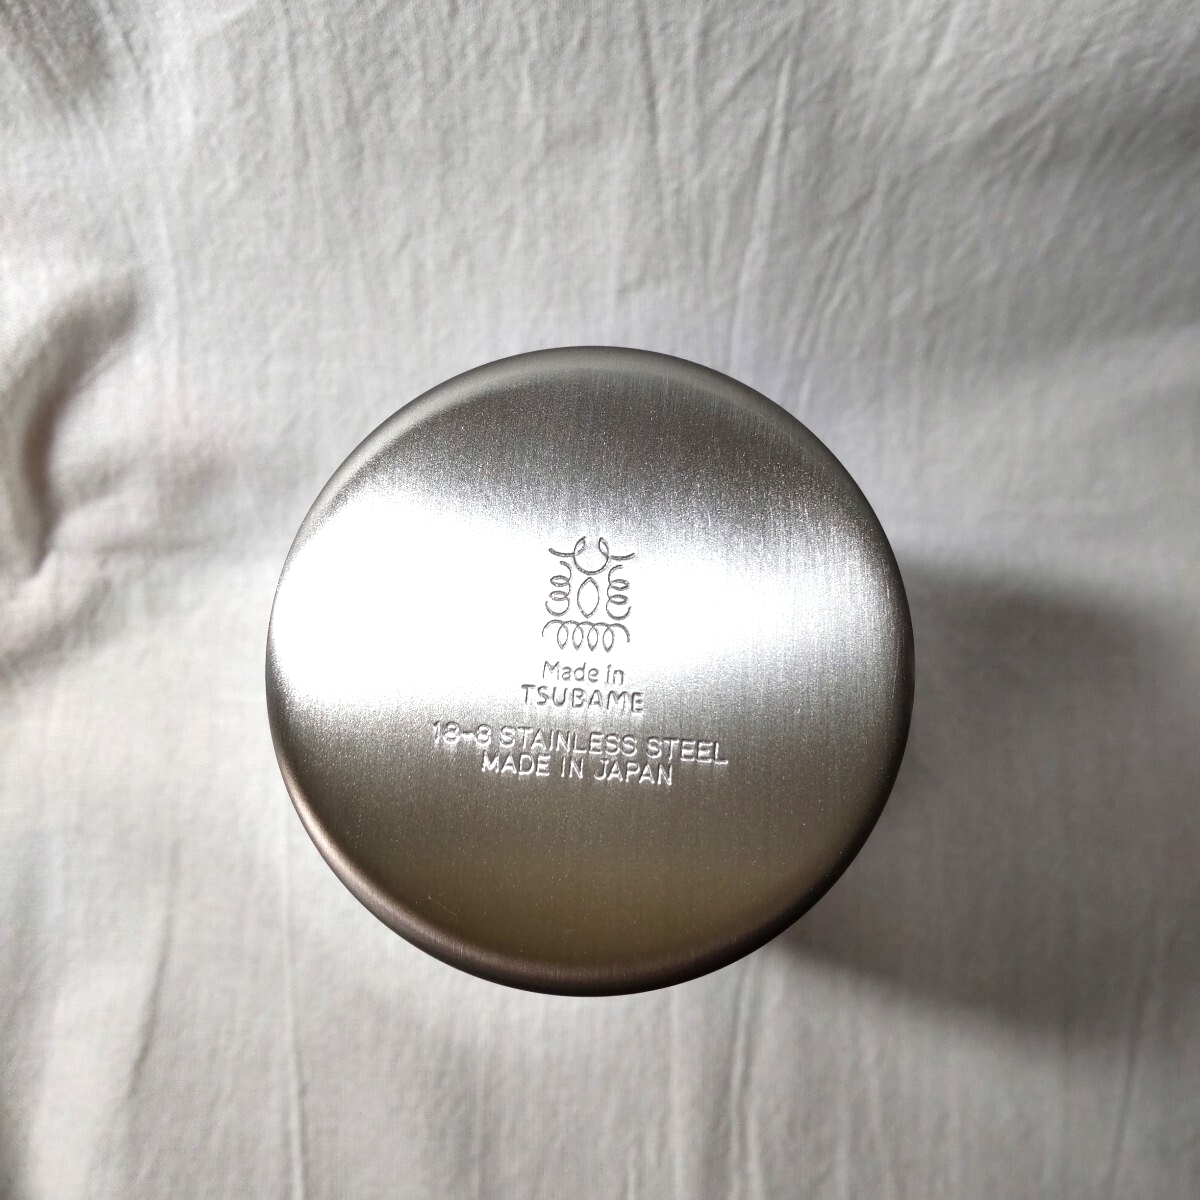 Made in
TSUBAME
18-8 STAINLESS STEEL
MADE IN JAPAN